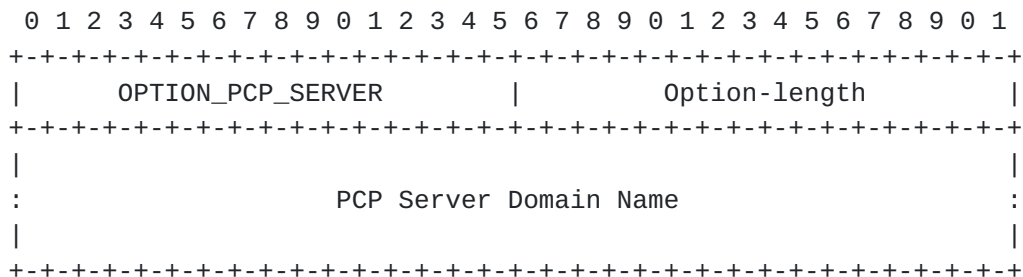 0 1 2 3 4 5 6 7 8 9 0 1 2 3 4 5 6 7 8 9 0 1 2 3 4 5 6 7 8 9 0 1
+-+-+-+-+-+-+-+-+-+-+-+-+-+-+-+-+-+-+-+-+-+-+-+-+-+-+-+-+-+-+-+-+
|      OPTION_PCP_SERVER        |         Option-length         |
+-+-+-+-+-+-+-+-+-+-+-+-+-+-+-+-+-+-+-+-+-+-+-+-+-+-+-+-+-+-+-+-+
|                                                               |
:                    PCP Server Domain Name                     :
|                                                               |
+-+-+-+-+-+-+-+-+-+-+-+-+-+-+-+-+-+-+-+-+-+-+-+-+-+-+-+-+-+-+-+-+